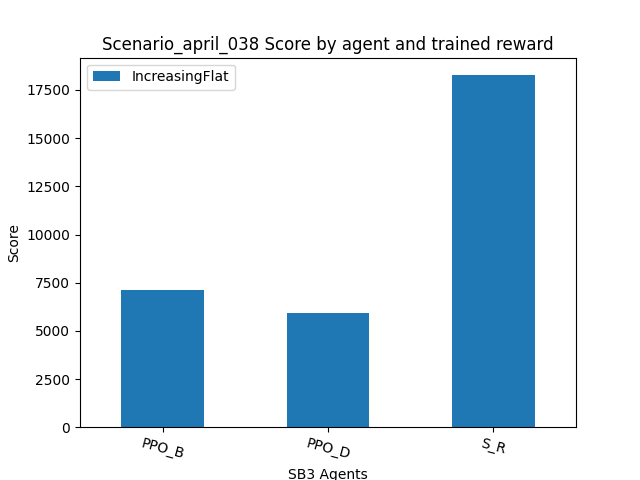 Scenario_april_038 Score by agent and trained reward
IncreasingFlat
17500
15000
12500
10000
7500
5000
2500
0
Score
PPO_B
PPO_D
S_R
SB3 Agents